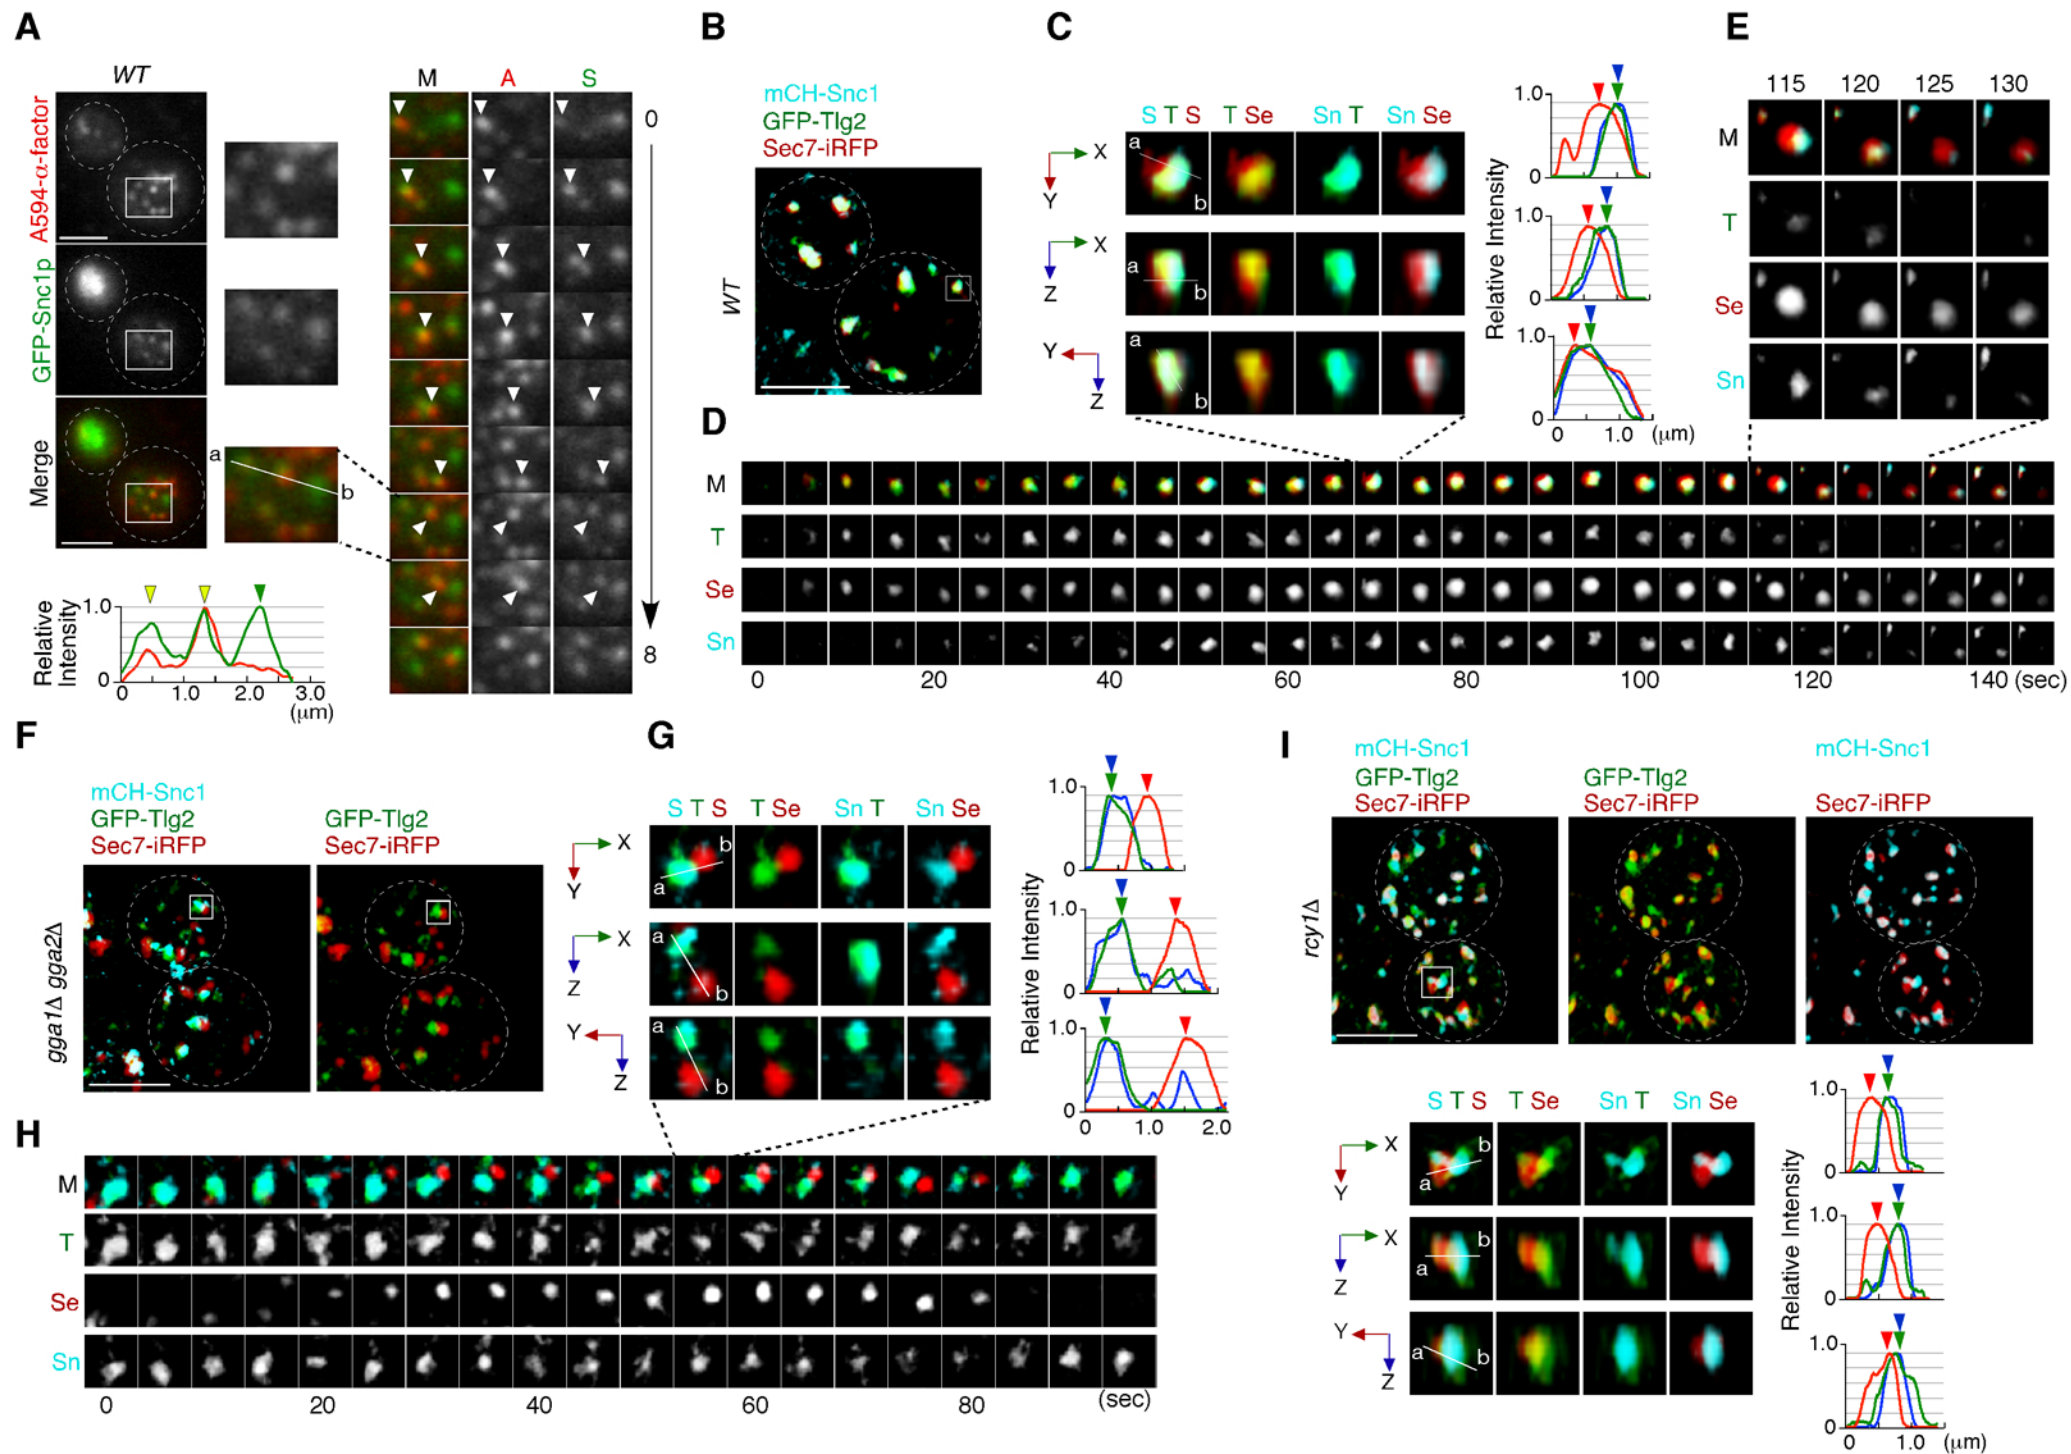 A
WT
A594-α-factor
GFP-Snc1p
Merge
a
b
Relative
Intensity
1.0
0
0 1.0 2.0 3.0
(μm)
M A S
0
8
B
mCH-Snc1
GFP-Tlg2
Sec7-iRFP
WT
C
S T S T Se Sn T Sn Se
X
Y
a
b
X
Z
a
b
Y
Z
a
b
Relative Intensity
1.0
0
1.0
0
1.0
0
0 1.0 (μm)
E
115 120 125 130
M
T
Se
Sn
D
M
T
Se
Sn
0 20 40 60 80 100 120 140 (sec)
F
mCH-Snc1
GFP-Tlg2
Sec7-iRFP
GFP-Tlg2
Sec7-iRFP
gga1Δ gga2Δ
G
S T S T Se Sn T Sn Se
X
Y
a
b
X
Z
a
b
Y
Z
a
b
Relative Intensity
1.0
0
1.0
0
1.0
0
0 1.0 2.0
H
M
T
Se
Sn
0 20 40 60 80 (sec)
I
mCH-Snc1
GFP-Tlg2
Sec7-iRFP
GFP-Tlg2
Sec7-iRFP
mCH-Snc1
Sec7-iRFP
rcy1Δ
S T S T Se Sn T Sn Se
X
Y
a
b
X
Z
a
b
Y
Z
a
b
Relative Intensity
1.0
0
1.0
0
1.0
0
0 1.0 (μm)